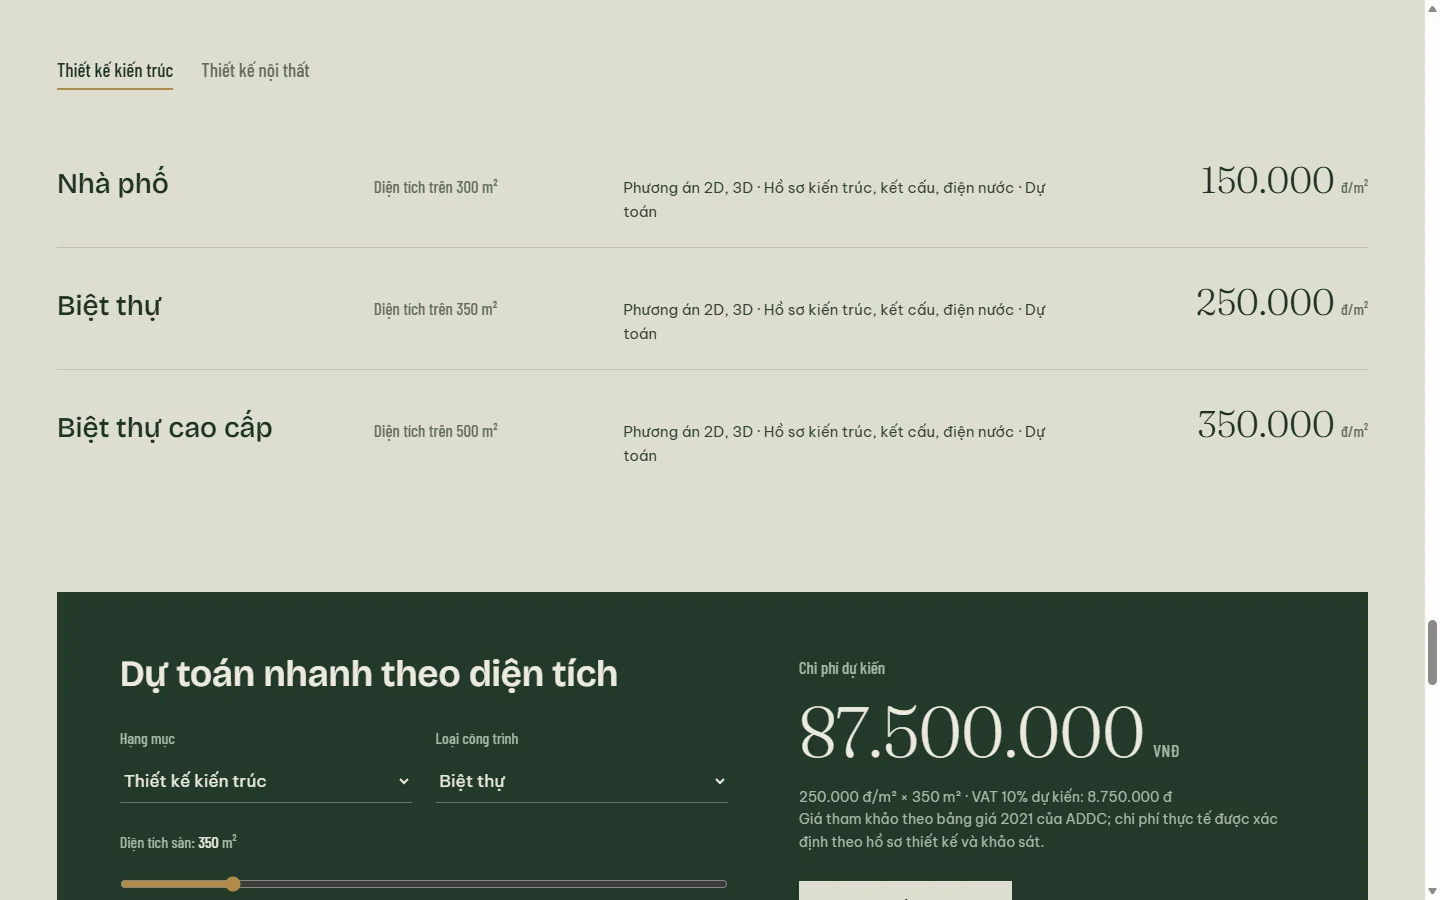 Thiết kế kiến trúc
Thiết kế nội thất
Nhà phố
Diện tích trên 300 m²
Phương án 2D, 3D · Hồ sơ kiến trúc, kết cấu, điện nước · Dự
toán
150.000 đ/m²
Biệt thự
Diện tích trên 350 m²
Phương án 2D, 3D · Hồ sơ kiến trúc, kết cấu, điện nước · Dự
toán
250.000 đ/m²
Biệt thự cao cấp
Diện tích trên 500 m²
Phương án 2D, 3D · Hồ sơ kiến trúc, kết cấu, điện nước · Dự
toán
350.000 đ/m²
Dự toán nhanh theo diện tích
Hạng mục
Loại công trình
Thiết kế kiến trúc
Biệt thự
Diện tích sàn: 350 m²
Chi phí dự kiến
87.500.000 VNĐ
250.000 đ/m² × 350 m² · VAT 10% dự kiến: 8.750.000 đ
Giá tham khảo theo bảng giá 2021 của ADDC; chi phí thực tế được xác
định theo hồ sơ thiết kế và khảo sát.